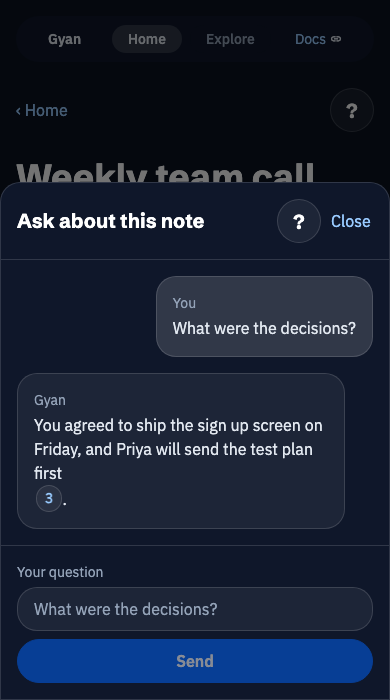 Gyan
Home
Explore
Docs
‹ Home
?
Weekly team call
Ask about this note
?
Close
You
What were the decisions?
Gyan
You agreed to ship the sign up screen on
Friday, and Priya will send the test plan
first
3.
Your question
What were the decisions?
Send